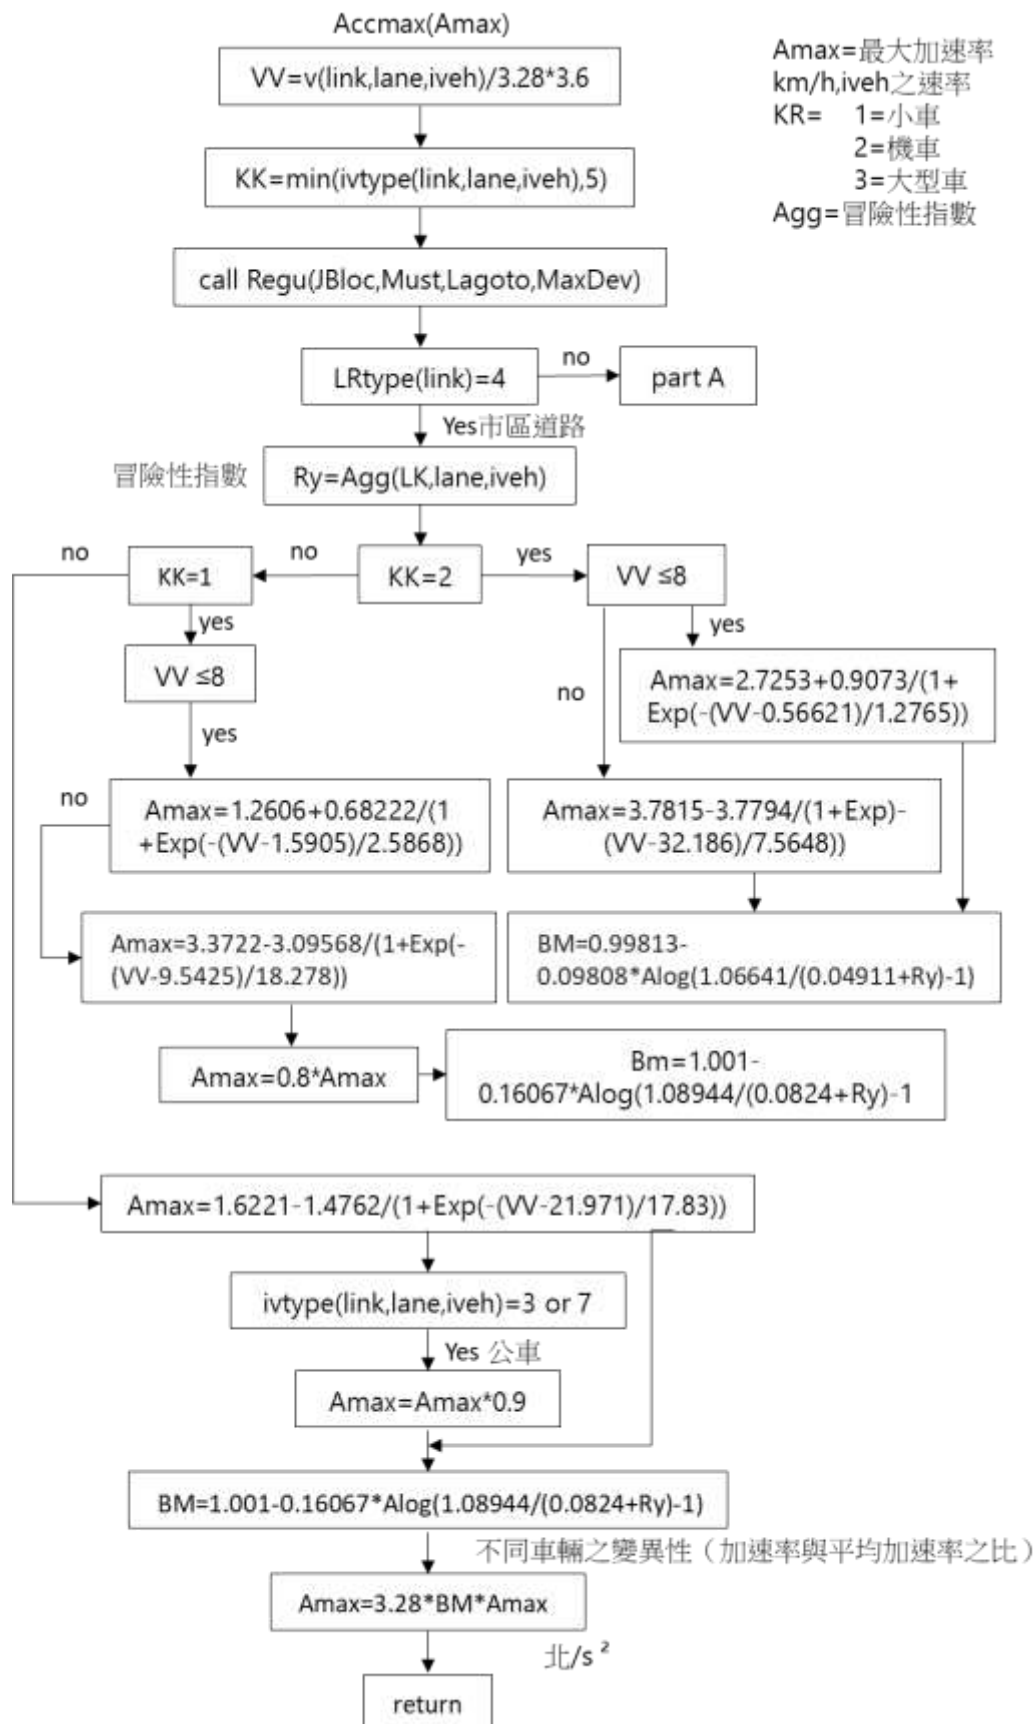 Accmax(Amax)
VV=v(link,lane,iveh)/3.28*3.6
Amax=最大加速率
km/h,iveh之速率
KR= 1=小車
2=機車
3=大型車
Agg=冒險性指數
KK=min(ivtype(link,lane,iveh),5)
call Regu(JBloc,Must,Lagoto,MaxDev)
LRtype(link)=4
no
part A
Yes市區道路
冒險性指數
Ry=Agg(LK,lane,iveh)
no
KK=1
no
KK=2
yes
VV ≤8
yes
VV ≤8
yes
no
yes
Amax=2.7253+0.9073/(1+
Exp(-(VV-0.56621)/1.2765))
no
Amax=1.2606+0.68222/(1
+Exp(-(VV-1.5905)/2.5868))
Amax=3.7815-3.7794/(1+Exp)-
(VV-32.186)/7.5648))
Amax=3.3722-3.09568/(1+Exp(-
(VV-9.5425)/18.278))
BM=0.99813-
0.09808*Alog(1.06641/(0.04911+Ry)-1)
Amax=0.8*Amax
Bm=1.001-
0.16067*Alog(1.08944/(0.0824+Ry)-1
Amax=1.6221-1.4762/(1+Exp(-(VV-21.971)/17.83))
ivtype(link,lane,iveh)=3 or 7
Yes 公車
Amax=Amax*0.9
BM=1.001-0.16067*Alog(1.08944/(0.0824+Ry)-1)
不同車輛之變異性（加速率與平均加速率之比）
Amax=3.28*BM*Amax
北/s ²
return